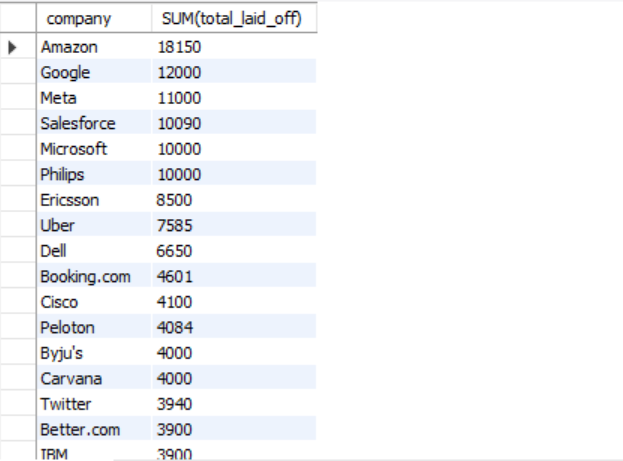 company SUM(total_laid_off)
Amazon 18150
Google 12000
Meta 11000
Salesforce 10090
Microsoft 10000
Philips 10000
Ericsson 8500
Uber 7585
Dell 6650
Booking.com 4601
Cisco 4100
Peloton 4084
Byju's 4000
Carvana 4000
Twitter 3940
Better.com 3900
IBM 3900